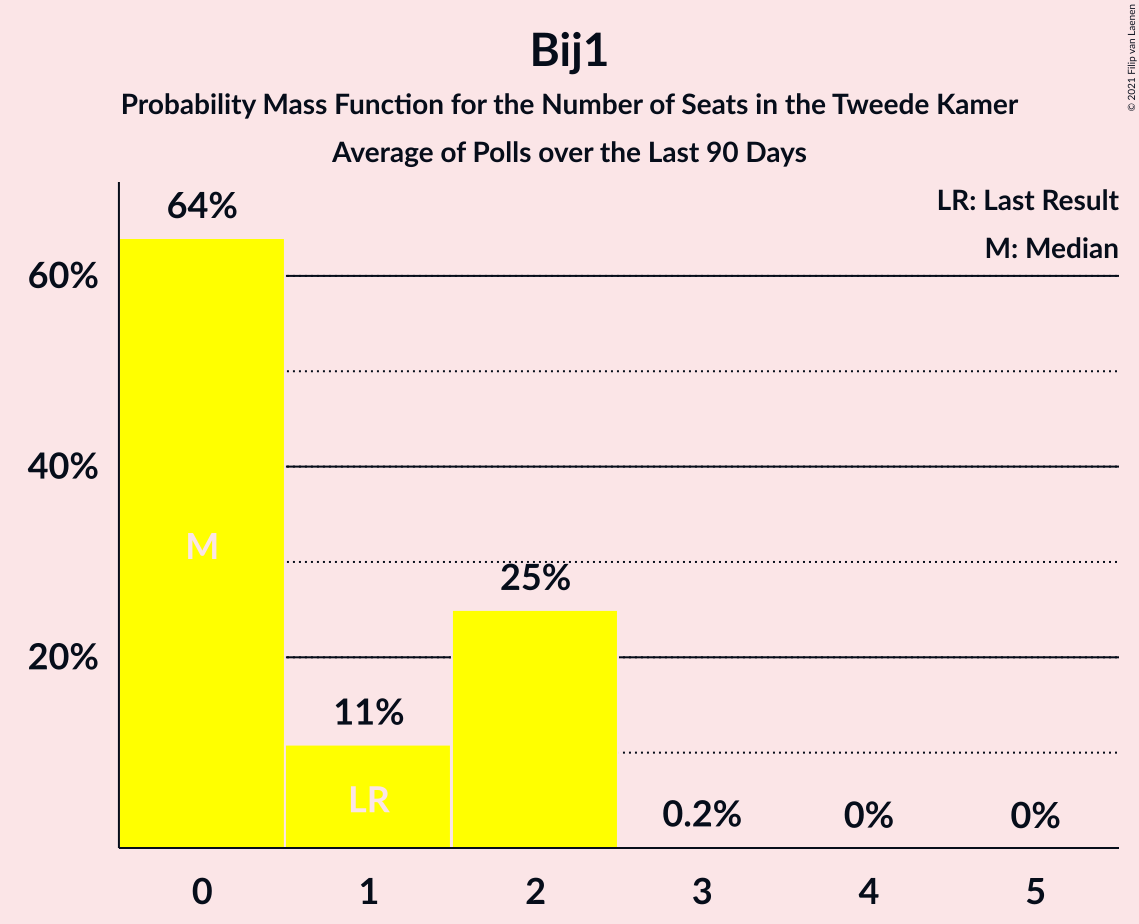 Bij1
Probability Mass Function for the Number of Seats in the Tweede Kamer
Average of Polls over the Last 90 Days
© 2021 Filip van Laenen
LR: Last Result
M: Median
64%
60%
40%
20%
M
25%
11%
LR
0.2%
0%
0%
0 1 2 3 4 5